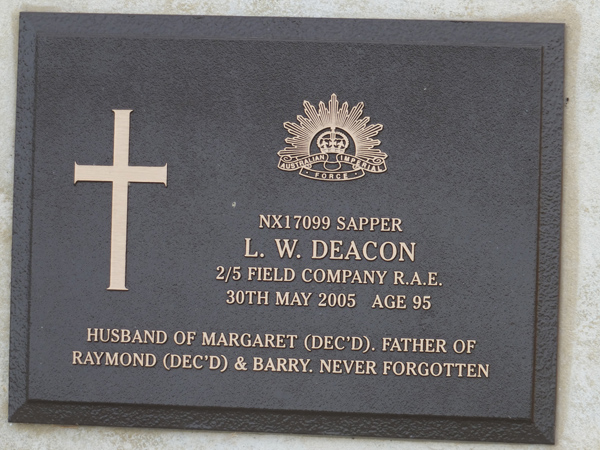 AUSTRALIAN IMPERIAL
FORCE
NX17099 SAPPER
L. W. DEACON
2/5 FIELD COMPANY R.A.E.
30TH MAY 2005 AGE 95
HUSBAND OF MARGARET (DEC'D). FATHER OF
RAYMOND (DEC'D) & BARRY. NEVER FORGOTTEN